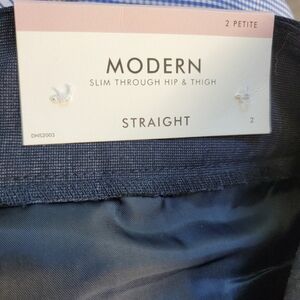 2 PETITE
MODERN
SLIM THROUGH HIP & THIGH
STRAIGHT
DHS2003 2